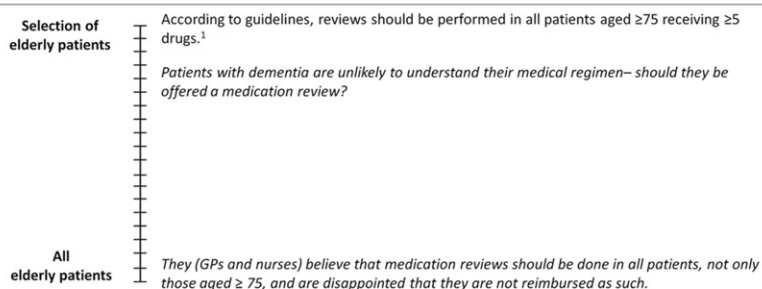 Selection of
elderly patients
According to guidelines, reviews should be performed in all patients aged ≥75 receiving ≥5
drugs.1
Patients with dementia are unlikely to understand their medical regimen– should they be
offered a medication review?
All
elderly patients
They (GPs and nurses) believe that medication reviews should be done in all patients, not only
those aged ≥ 75, and are disappointed that they are not reimbursed as such.